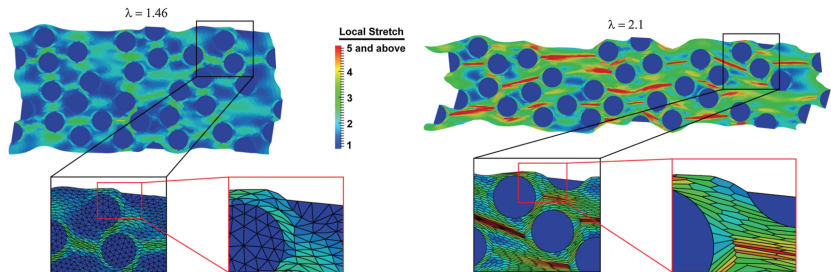 λ = 1.46
Local Stretch
5 and above
4
3
2
1
λ = 2.1